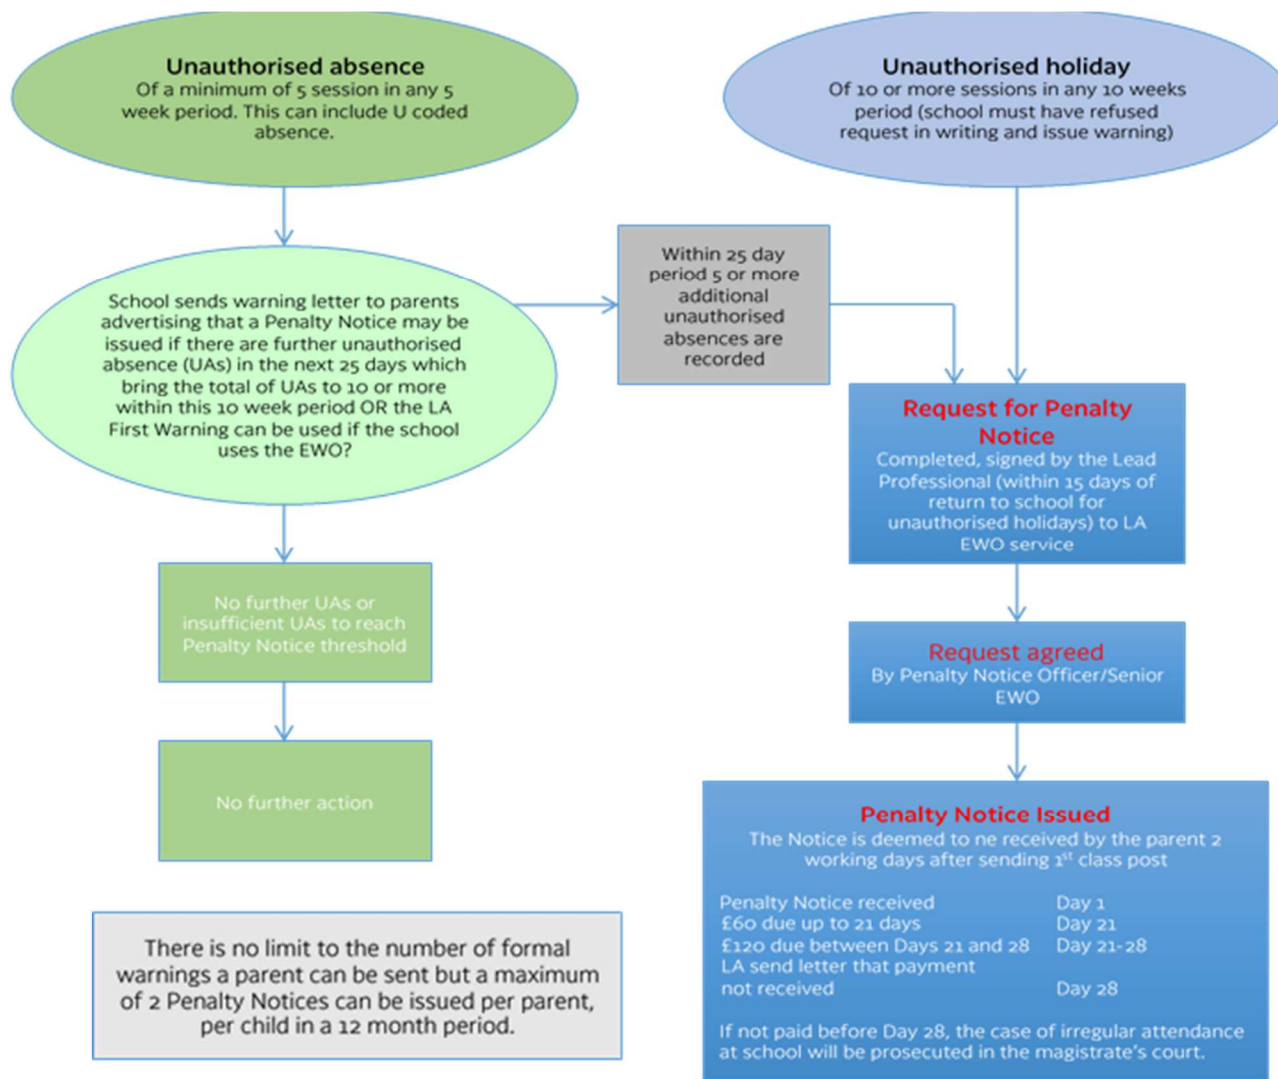 Unauthorised absence
Of a minimum of 5 session in any 5
week period. This can include U coded
absence.
Unauthorised holiday
Of 10 or more sessions in any 10 weeks
period (school must have refused
request in writing and issue warning)
School sends warning letter to parents
advertising that a Penalty Notice may be
issued if there are further unauthorised
absence (UAs) in the next 25 days which
bring the total of UAs to 10 or more
within this 10 week period OR the LA
First Warning can be used if the school
uses the EWO?
Within 25 day
period 5 or more
additional
unauthorised
absences are
recorded
Request for Penalty
Notice
Completed, signed by the Lead
Professional (within 15 days of
return to school for
unauthorised holidays) to LA
EWO service
No further UAs or
insufficient UAs to reach
Penalty Notice threshold
Request agreed
By Penalty Notice Officer/Senior
EWO
No further action
Penalty Notice Issued
The Notice is deemed to ne received by the parent 2
working days after sending 1st class post
Penalty Notice received Day 1
£60 due up to 21 days Day 21
£120 due between Days 21 and 28 Day 21-28
LA send letter that payment
not received Day 28
If not paid before Day 28, the case of irregular attendance
at school will be prosecuted in the magistrate's court.
There is no limit to the number of formal
warnings a parent can be sent but a maximum
of 2 Penalty Notices can be issued per parent,
per child in a 12 month period.